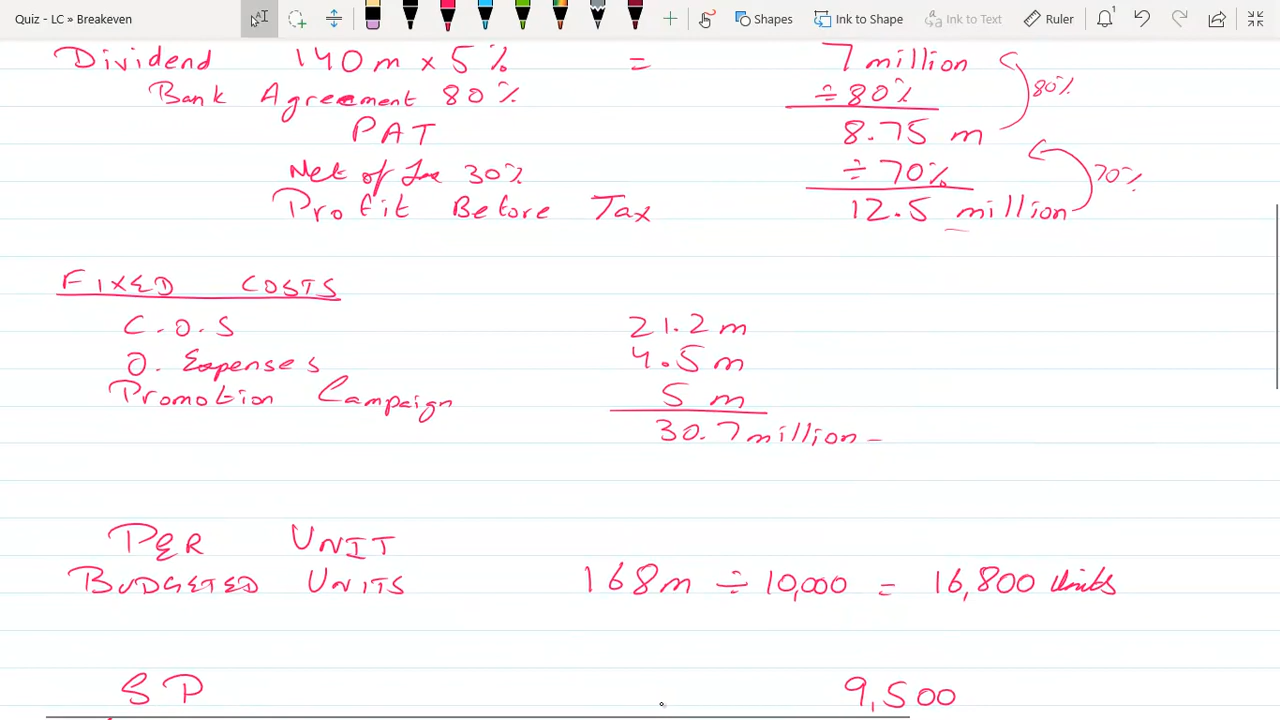 Quiz - LC » Breakeven
Shapes Ink to Shape Ink to Text Ruler
Dividend 140 m × 5 % = 7 million
Bank Agreement 80 % ÷ 80 % 80 %
PAT 8.75 m
Net of Tax 30 % ÷ 70 % 70 %
Profit Before Tax 12.5 million
FIXED COSTS
C.O.S 21.2 m
O. Expenses 4.5 m
Promotion Campaign 5 m
30.7 million
PER UNIT
BUDGETED UNITS 168m ÷ 10,000 = 16,800 Units
SP 9,500